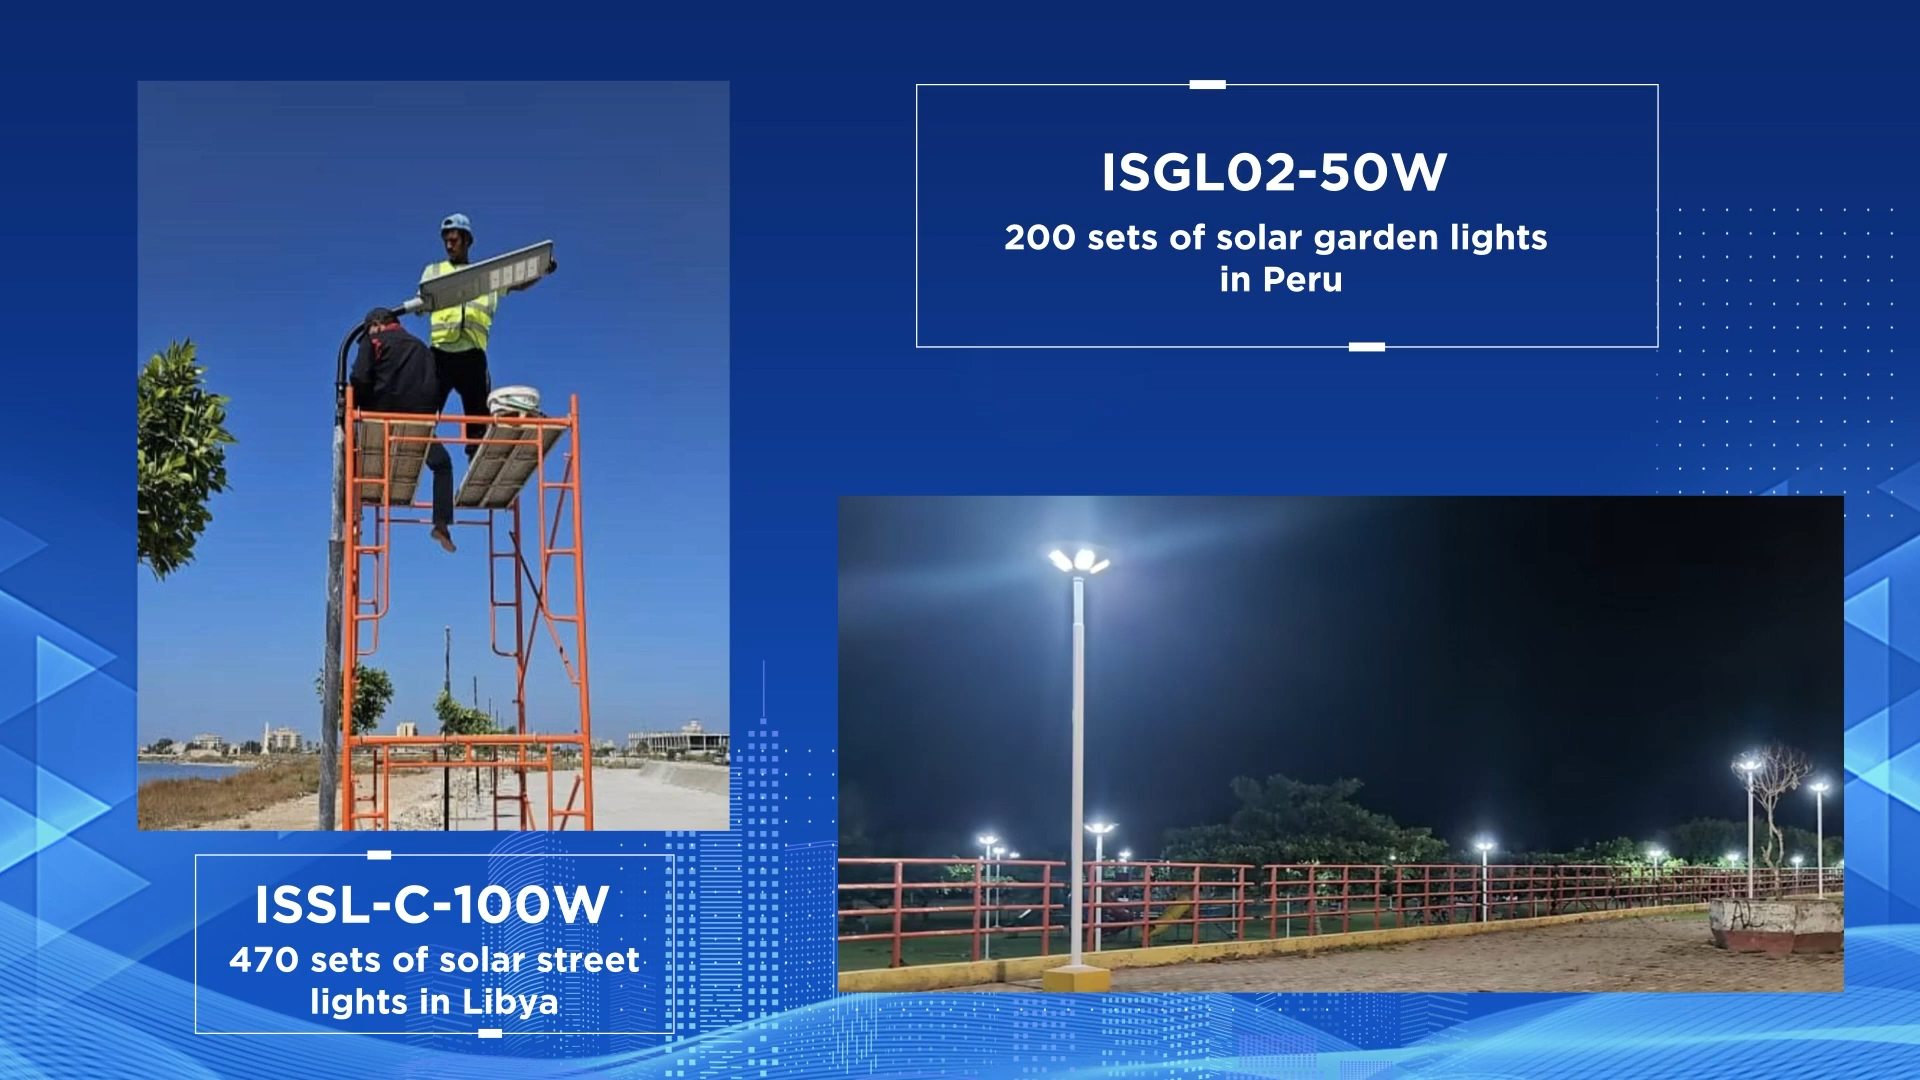 ISGL02-50W
200 sets of solar garden lights
in Peru
ISSL-C-100W
470 sets of solar street
lights in Libya